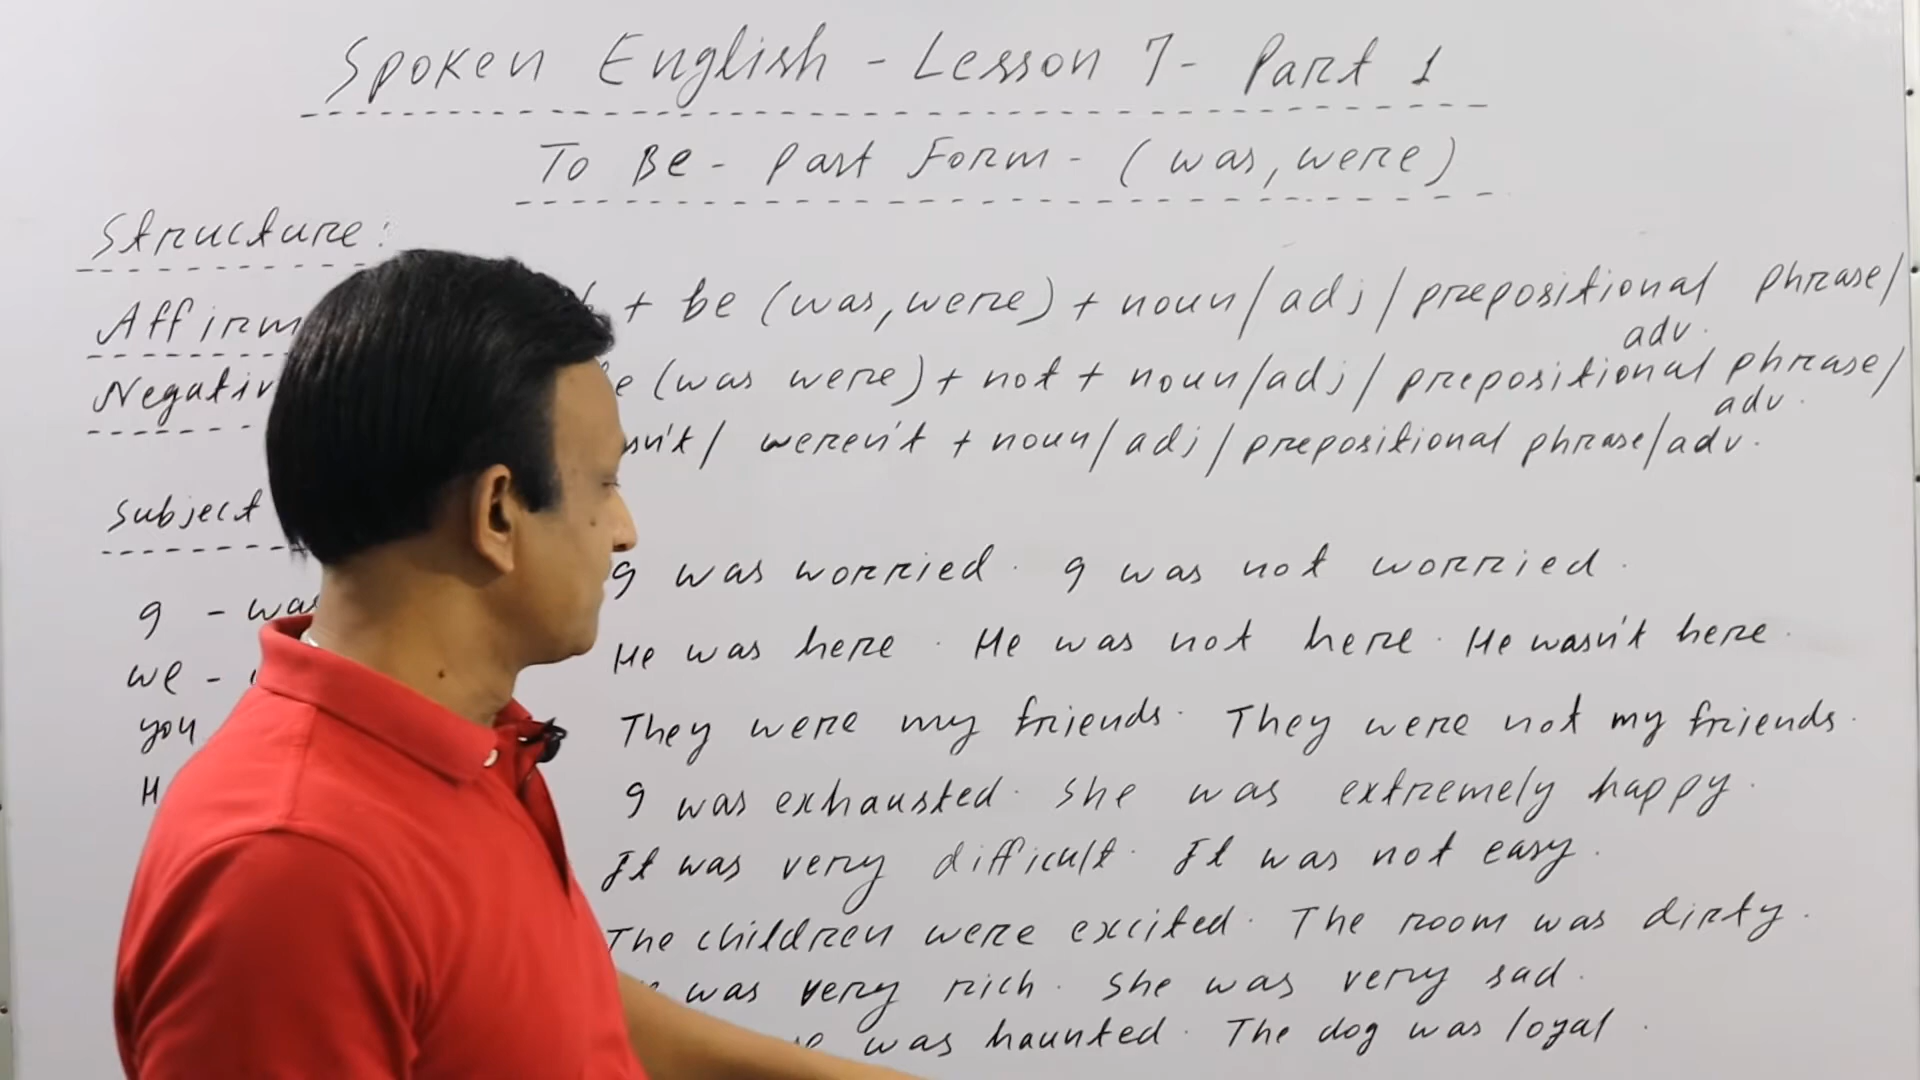 Spoken English - Lesson 7 - Part 1
To Be - Past Form - (was, were)
Structure:
+ be (was, were) + noun / adj / prepositional phrase /
adv.
(was were) + not + noun/adj / prepositional phrase /
adv.
weren't + noun / adj / prepositional phrase / adv.
Subject
I was worried. I was not worried.
I - was
He was here. He was not here. He wasn't here.
we -
They were my friends. They were not my friends.
you
I was exhausted. She was extremely happy.
It was very difficult. It was not easy.
The children were excited. The room was dirty.
was very rich. She was very sad.
was haunted. The dog was loyal.